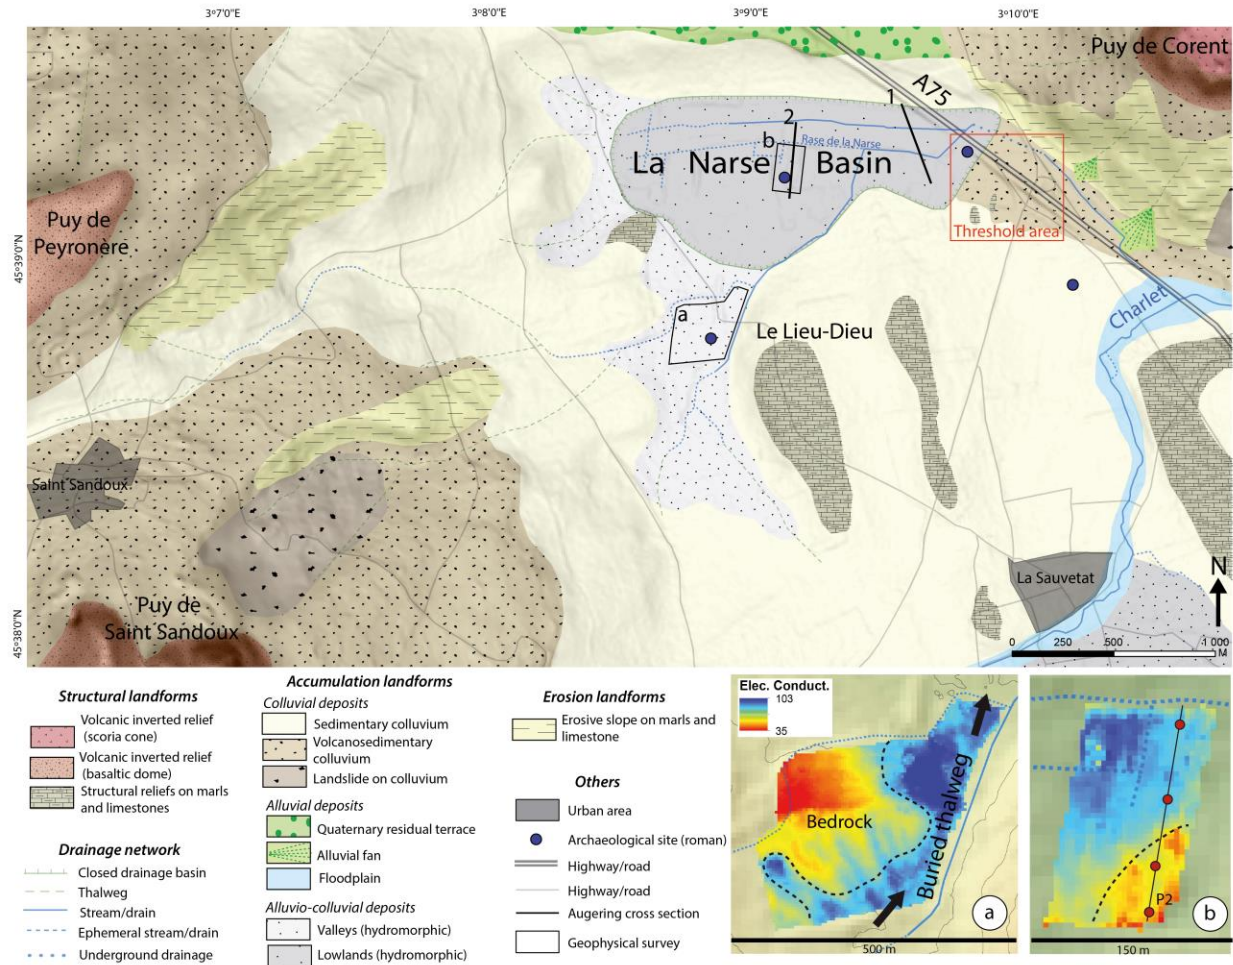 3°7'0"E
3°8'0"E
3°9'0"E
3°10'0"E
Puy de Corent
A75
1
2
b
Rase de la Narse
La Narse Basin
Puy de
Peyronère
45°39'0"N
Threshold area
Charlet
a
Le Lieu-Dieu
Saint Sandoux
La Sauvetat
N
Puy de
Saint Sandoux
45°38'0"N
0 250 500 1 000
M
Structural landforms
Volcanic inverted relief
(scoria cone)
Volcanic inverted relief
(basaltic dome)
Structural reliefs on marls
and limestones
Drainage network
Closed drainage basin
Thalweg
Stream/drain
Ephemeral stream/drain
Underground drainage
Accumulation landforms
Colluvial deposits
Sedimentary colluvium
Volcanosedimentary
colluvium
Landslide on colluvium
Alluvial deposits
Quaternary residual terrace
Alluvial fan
Floodplain
Alluvio-colluvial deposits
Valleys (hydromorphic)
Lowlands (hydromorphic)
Erosion landforms
Erosive slope on marls and
limestone
Others
Urban area
Archaeological site (roman)
Highway/road
Highway/road
Augering cross section
Geophysical survey
Elec. Conduct.
103
35
Bedrock
Buried thalweg
a
500 m
P2
b
150 m